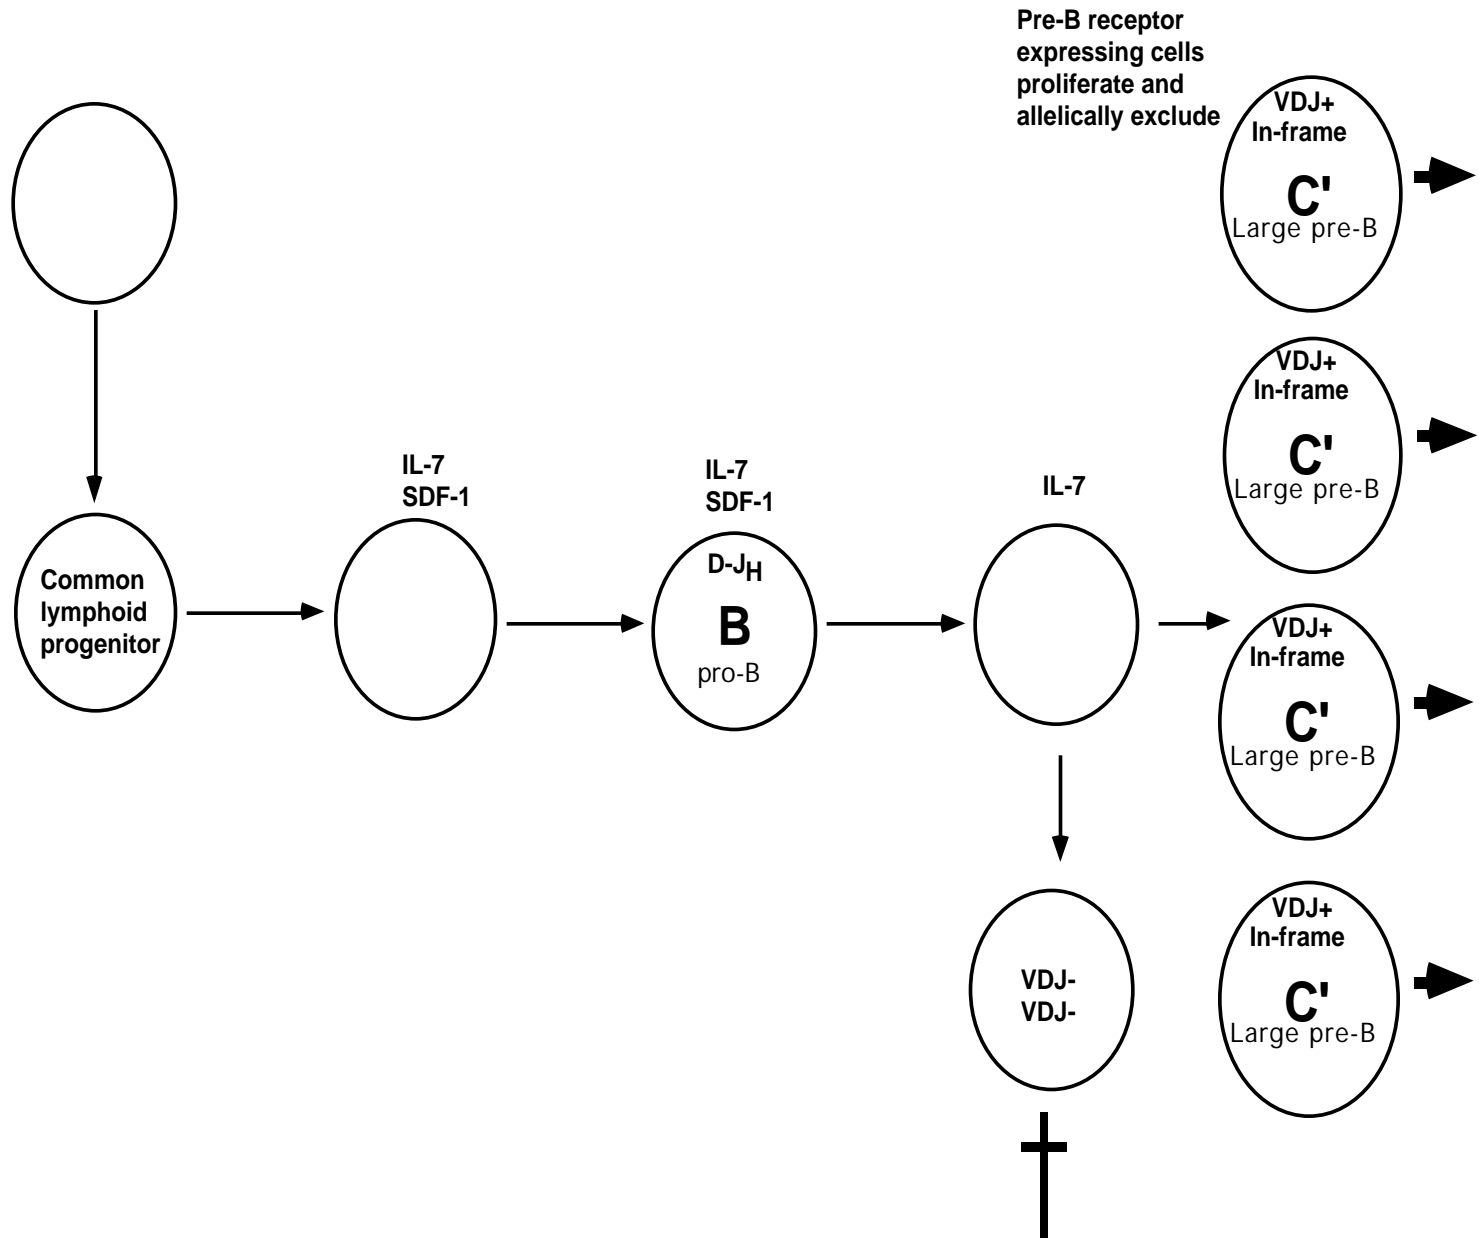 Pre-B receptor
expressing cells
proliferate and
allelically exclude
VDJ+
In-frame
C'
Large pre-B
VDJ+
In-frame
C'
Large pre-B
Common
lymphoid
progenitor
IL-7
SDF-1
IL-7
SDF-1
D-JH
B
pro-B
IL-7
VDJ+
In-frame
C'
Large pre-B
VDJ-
VDJ-
VDJ+
In-frame
C'
Large pre-B